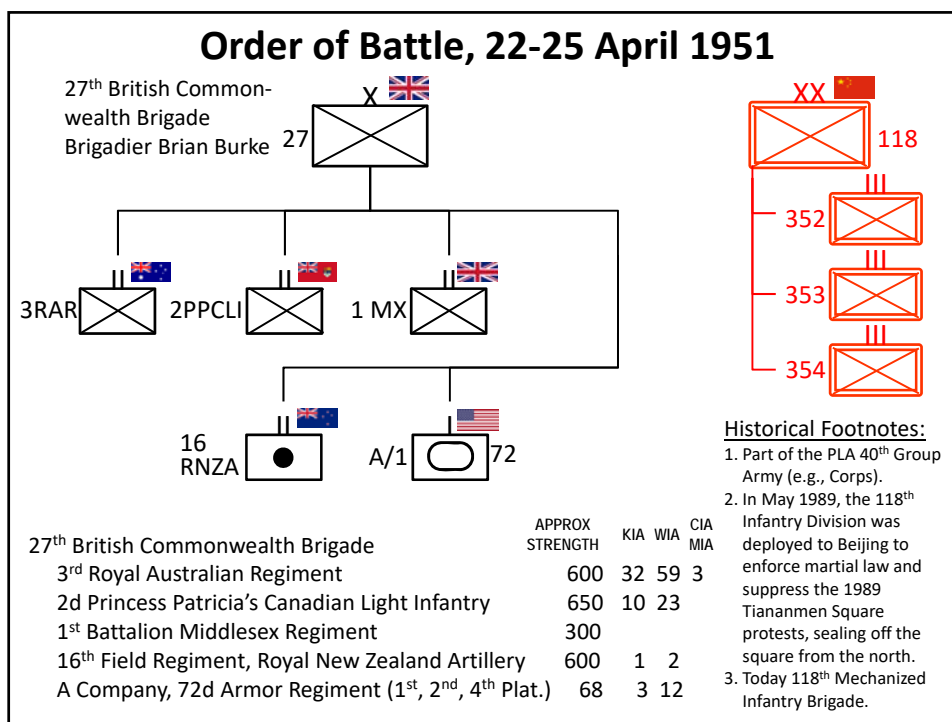 Order of Battle, 22-25 April 1951
27th British Common-
wealth Brigade
Brigadier Brian Burke
X
27
II
3RAR
II
2PPCLI
II
1 MX
II
16
RNZA
I
A/1
72
XX
118
III
352
III
353
III
354
Historical Footnotes:
1. Part of the PLA 40th Group
Army (e.g., Corps).
2. In May 1989, the 118th
Infantry Division was
deployed to Beijing to
enforce martial law and
suppress the 1989
Tiananmen Square
protests, sealing off the
square from the north.
3. Today 118th Mechanized
Infantry Brigade.
APPROX STRENGTH KIA WIA CIA MIA
27th British Commonwealth Brigade
3rd Royal Australian Regiment 600 32 59 3
2d Princess Patricia's Canadian Light Infantry 650 10 23
1st Battalion Middlesex Regiment 300
16th Field Regiment, Royal New Zealand Artillery 600 1 2
A Company, 72d Armor Regiment (1st, 2nd, 4th Plat.) 68 3 12